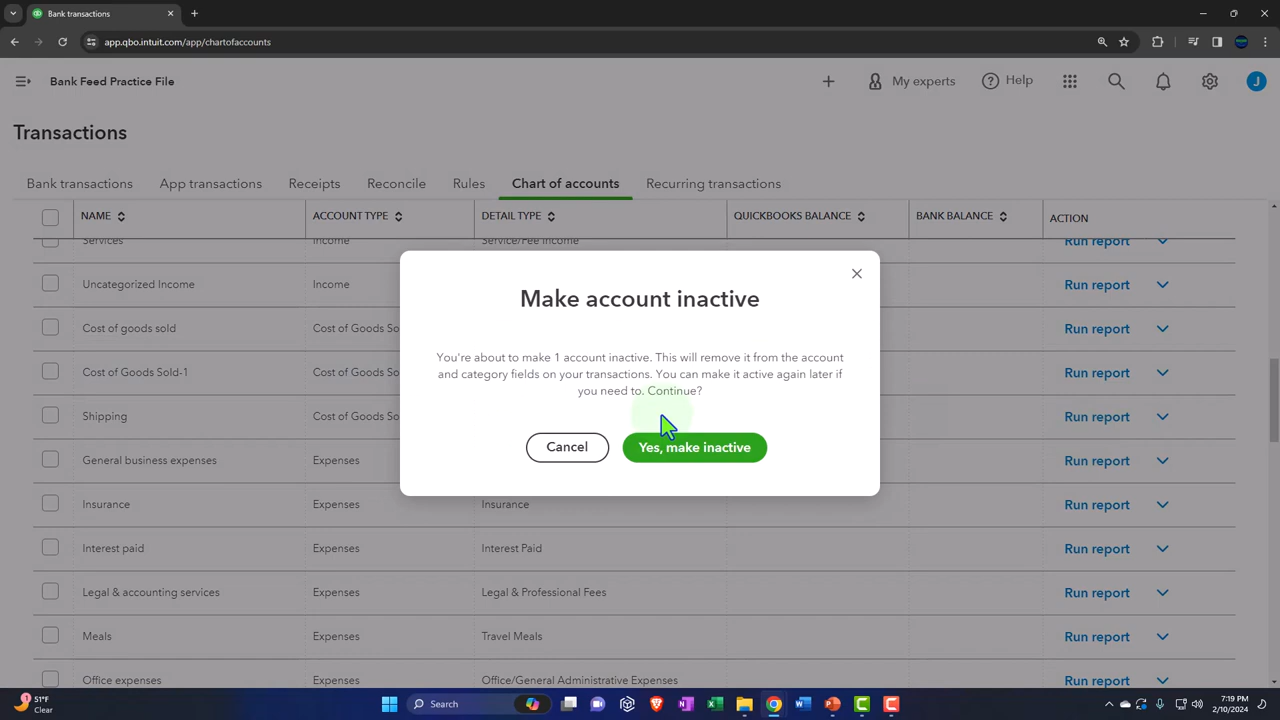 Bank transactions
app.qbo.intuit.com/app/chartofaccounts
Bank Feed Practice File
My experts
Help
J
Transactions
Bank transactions
App transactions
Receipts
Reconcile
Rules
Chart of accounts
Recurring transactions
NAME
ACCOUNT TYPE
DETAIL TYPE
QUICKBOOKS BALANCE
BANK BALANCE
ACTION
Services
Income
Service/Fee Income
Run report
Uncategorized Income
Income
Run report
Cost of goods sold
Cost of Goods So
Run report
Cost of Goods Sold-1
Cost of Goods So
Run report
Shipping
Cost of Goods So
Run report
General business expenses
Expenses
Run report
Insurance
Expenses
Insurance
Run report
Interest paid
Expenses
Interest Paid
Run report
Legal & accounting services
Expenses
Legal & Professional Fees
Run report
Meals
Expenses
Travel Meals
Run report
Office expenses
Expenses
Office/General Administrative Expenses
Run report
Make account inactive
You're about to make 1 account inactive. This will remove it from the account
and category fields on your transactions. You can make it active again later if
you need to. Continue?
Cancel
Yes, make inactive
1
51°F
Clear
Search
7:19 PM
2/10/2024